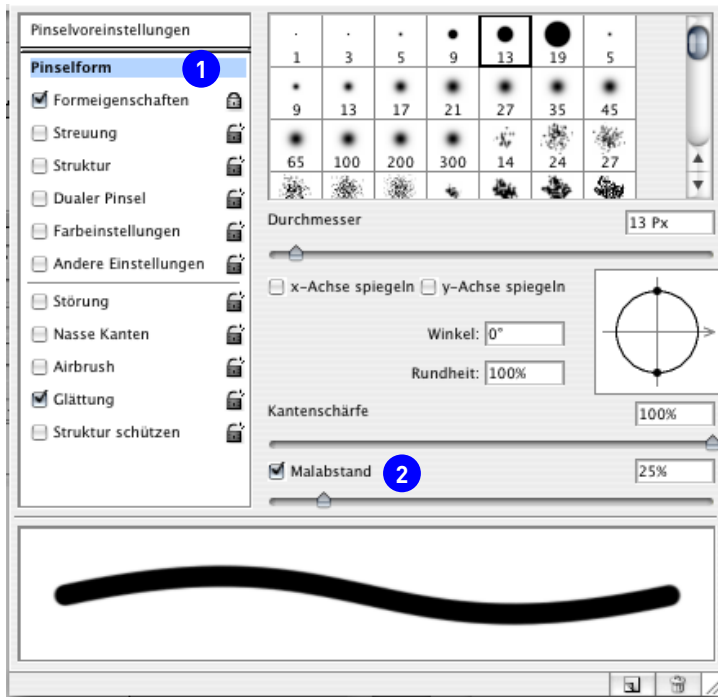 Pinselvoreinstellungen
Pinselform 1
Formeigenschaften
Streuung
Struktur
Dualer Pinsel
Farbeinstellungen
Andere Einstellungen
Störung
Nasse Kanten
Airbrush
Glättung
Struktur schützen
1 3 5 9 13 19 5
9 13 17 21 27 35 45
65 100 200 300 14 24 27
Durchmesser 13 Px
x-Achse spiegeln y-Achse spiegeln
Winkel: 0°
Rundheit: 100%
Kantenschärfe 100%
Malabstand 2 25%